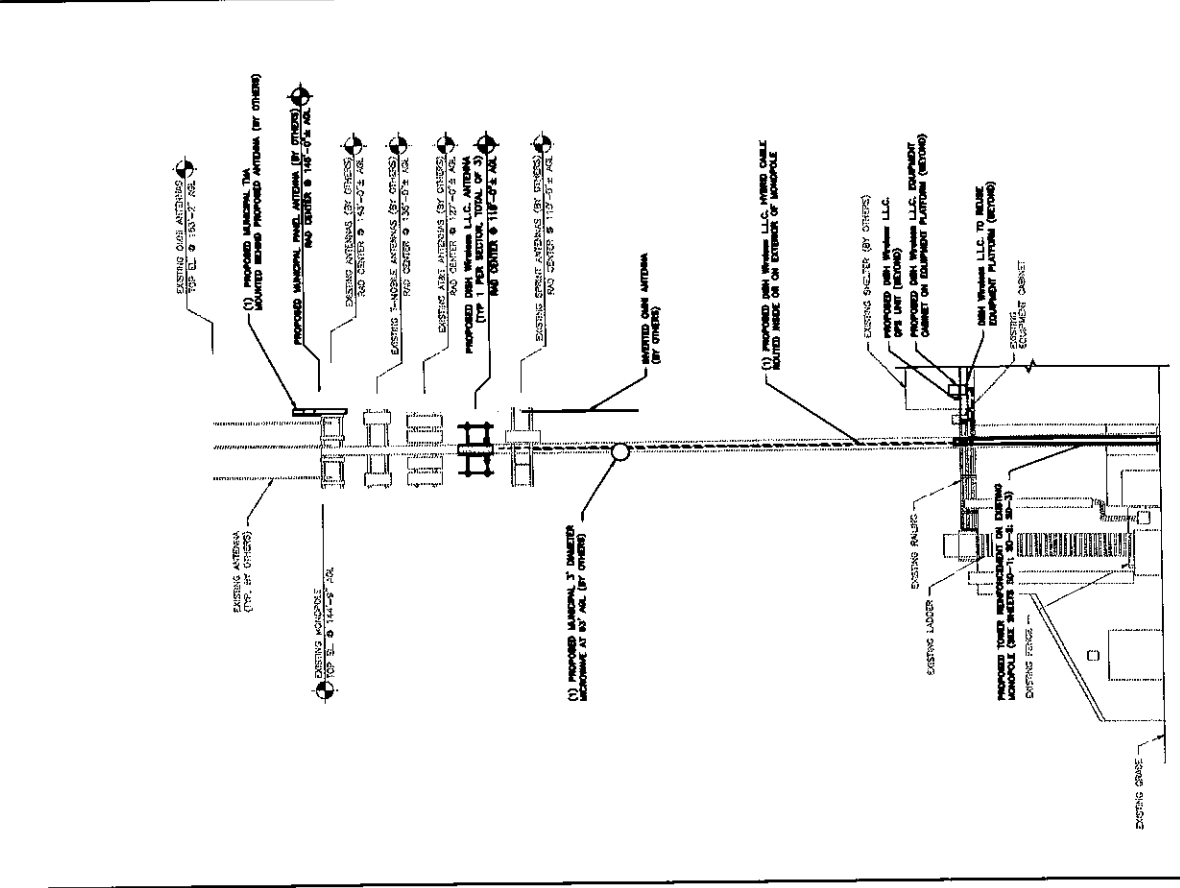 EXISTING OMNI ANTENNAS
TOP EL @ 163'-2" AGL
(1) PROPOSED MUNICIPAL TMA
MOUNTED BEHIND PROPOSED ANTENNA (BY OTHERS)
PROPOSED MUNICIPAL PANEL ANTENNA (BY OTHERS)
RAD CENTER @ 146'-0"± AGL
EXISTING ANTENNAS (BY OTHERS)
RAD CENTER @ 143'-0"± AGL
EXISTING T-MOBILE ANTENNAS (BY OTHERS)
RAD CENTER @ 135'-0"± AGL
EXISTING AT&T ANTENNAS (BY OTHERS)
RAD CENTER @ 127'-0"± AGL
PROPOSED DISH Wireless L.L.C. ANTENNA
(TYP 1 PER SECTOR, TOTAL OF 3)
RAD CENTER @ 118'-0"± AGL
EXISTING SPRINT ANTENNAS (BY OTHERS)
RAD CENTER @ 110'-0"± AGL
INVERTED OMNI ANTENNA
(BY OTHERS)
(1) PROPOSED DISH Wireless L.L.C. HYBRID CABLE
ROUTED INSIDE OR ON EXTERIOR OF MONOPOLE
EXISTING SHELTER (BY OTHERS)
PROPOSED DISH Wireless LLC.
GPS UNIT (BEYOND)
PROPOSED DISH Wireless LLC. EQUIPMENT
CABINET ON EQUIPMENT PLATFORM (BEYOND)
DISH Wireless LLC. TO REUSE
EQUIPMENT PLATFORM (BEYOND)
EXISTING
EQUIPMENT CABINET
EXISTING ANTENNA
(TYP. BY OTHERS)
EXISTING MONOPOLE
TOP EL @ 144'-9" AGL
(1) PROPOSED MUNICIPAL 3' DIAMETER
MICROWAVE AT 93' AGL (BY OTHERS)
EXISTING RAILING
EXISTING LADDER
PROPOSED TOWER REINFORCEMENT ON EXISTING
MONOPOLE (SEE SHEETS SD-1; SD-2; SD-3)
EXISTING FENCE
EXISTING GRADE